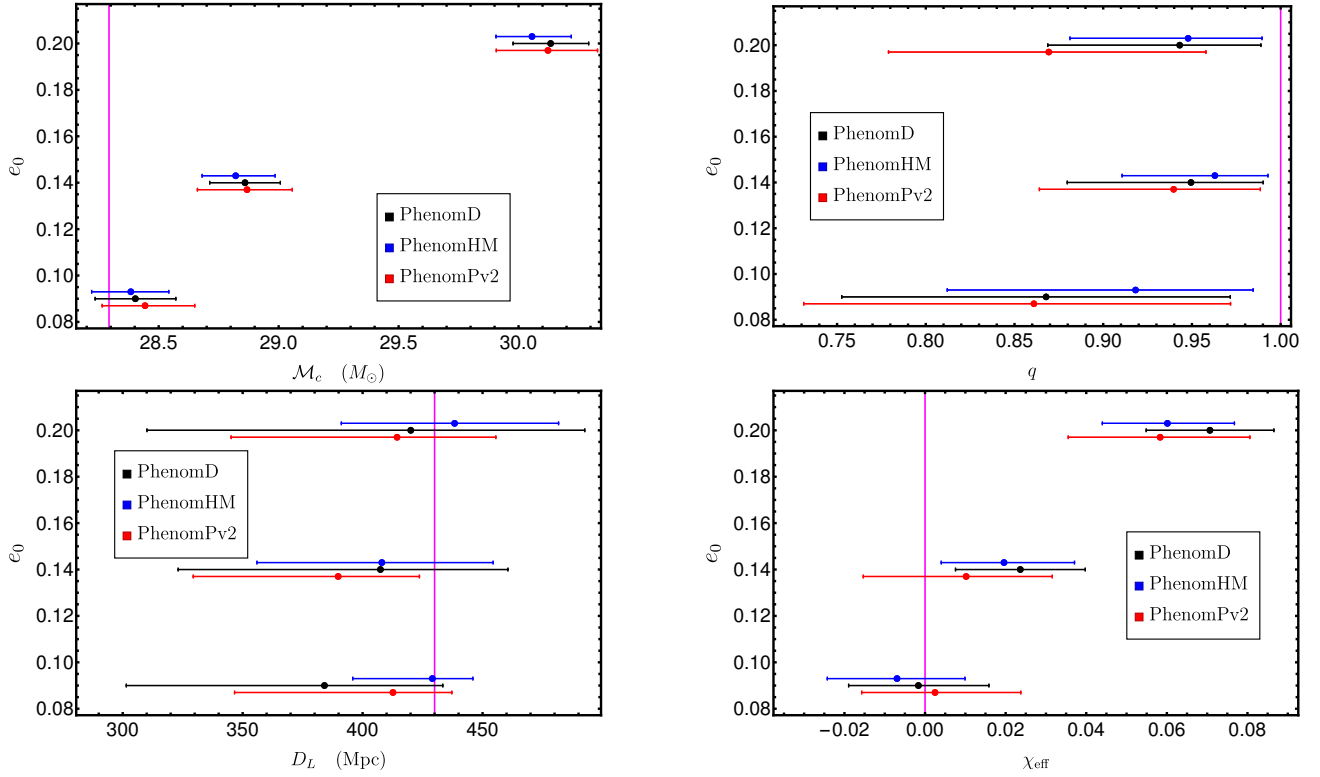 0.20
0.18
0.16
e₀
0.14
0.12
0.10
0.08
PhenomD
PhenomHM
PhenomPv2
28.5 29.0 29.5 30.0
ℳ_c (M_⊙)
0.20
0.18
0.16
e₀
0.14
0.12
0.10
0.08
PhenomD
PhenomHM
PhenomPv2
0.75 0.80 0.85 0.90 0.95 1.00
q
0.20
0.18
0.16
e₀
0.14
0.12
0.10
0.08
PhenomD
PhenomHM
PhenomPv2
300 350 400 450
D_L (Mpc)
0.20
0.18
0.16
e₀
0.14
0.12
0.10
0.08
PhenomD
PhenomHM
PhenomPv2
−0.02 0.00 0.02 0.04 0.06 0.08
χ_eff